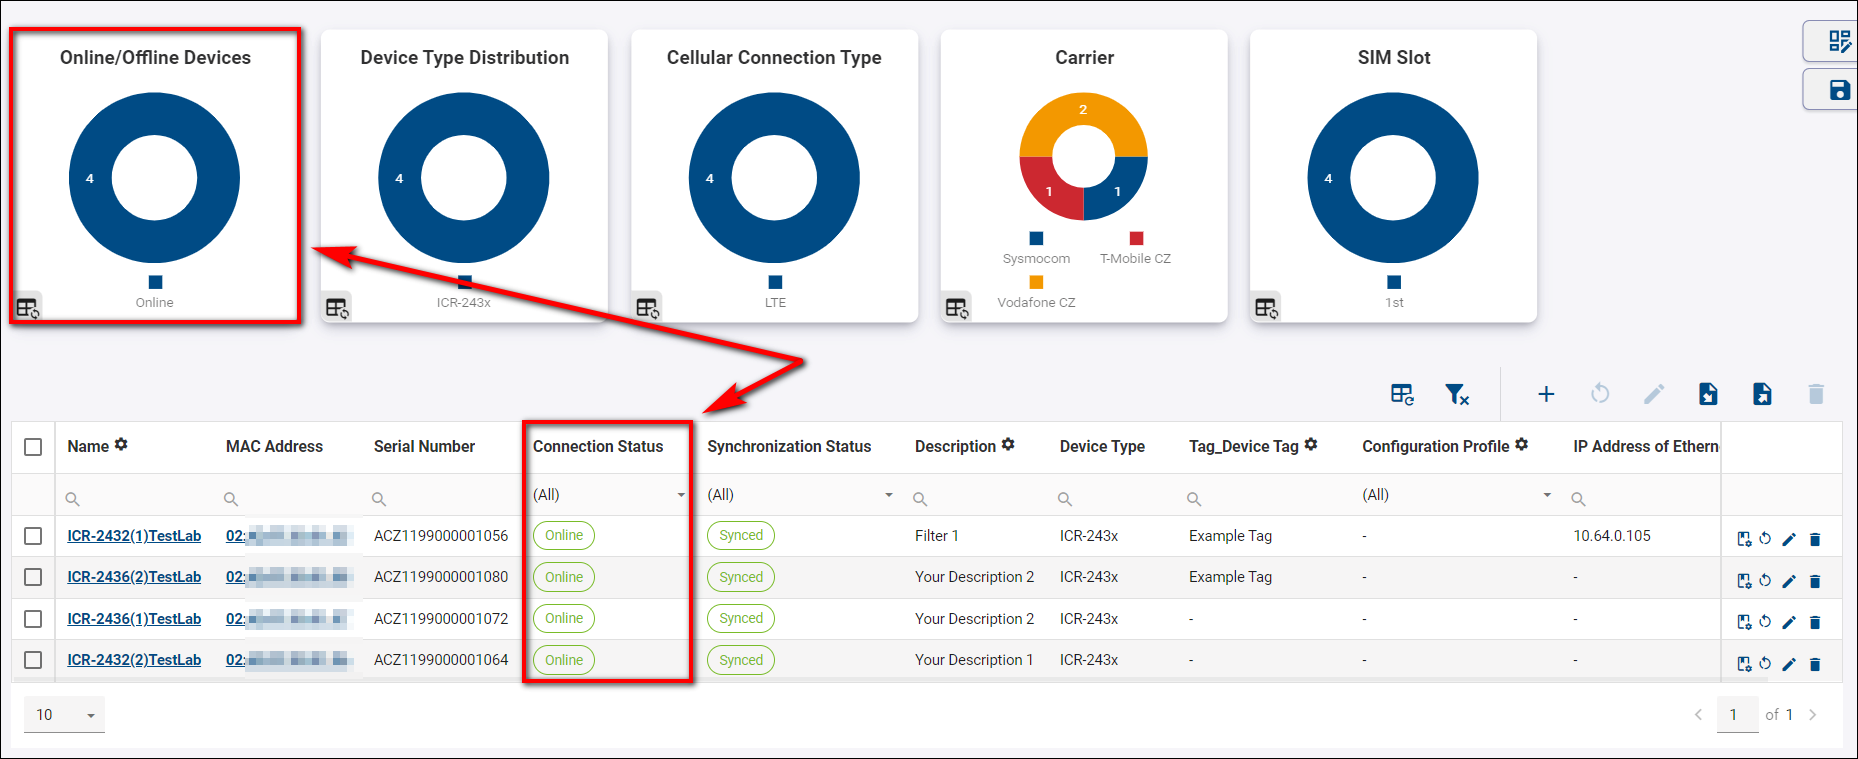 Online/Offline Devices
4
Online
Device Type Distribution
4
ICR-243x
Cellular Connection Type
4
LTE
Carrier
2
1
1
Sysmocom T-Mobile CZ
Vodafone CZ
SIM Slot
4
1st
Name MAC Address Serial Number Connection Status Synchronization Status Description Device Type Tag_Device Tag Configuration Profile IP Address of Ethern
(All) (All) (All)
ICR-2432(1)TestLab 02: ACZ1199000001056 Online Synced Filter 1 ICR-243x Example Tag - 10.64.0.105
ICR-2436(2)TestLab 02: ACZ1199000001080 Online Synced Your Description 2 ICR-243x Example Tag - -
ICR-2436(1)TestLab 02: ACZ1199000001072 Online Synced Your Description 2 ICR-243x - - -
ICR-2432(2)TestLab 02: ACZ1199000001064 Online Synced Your Description 1 ICR-243x - - -
10
1 of 1